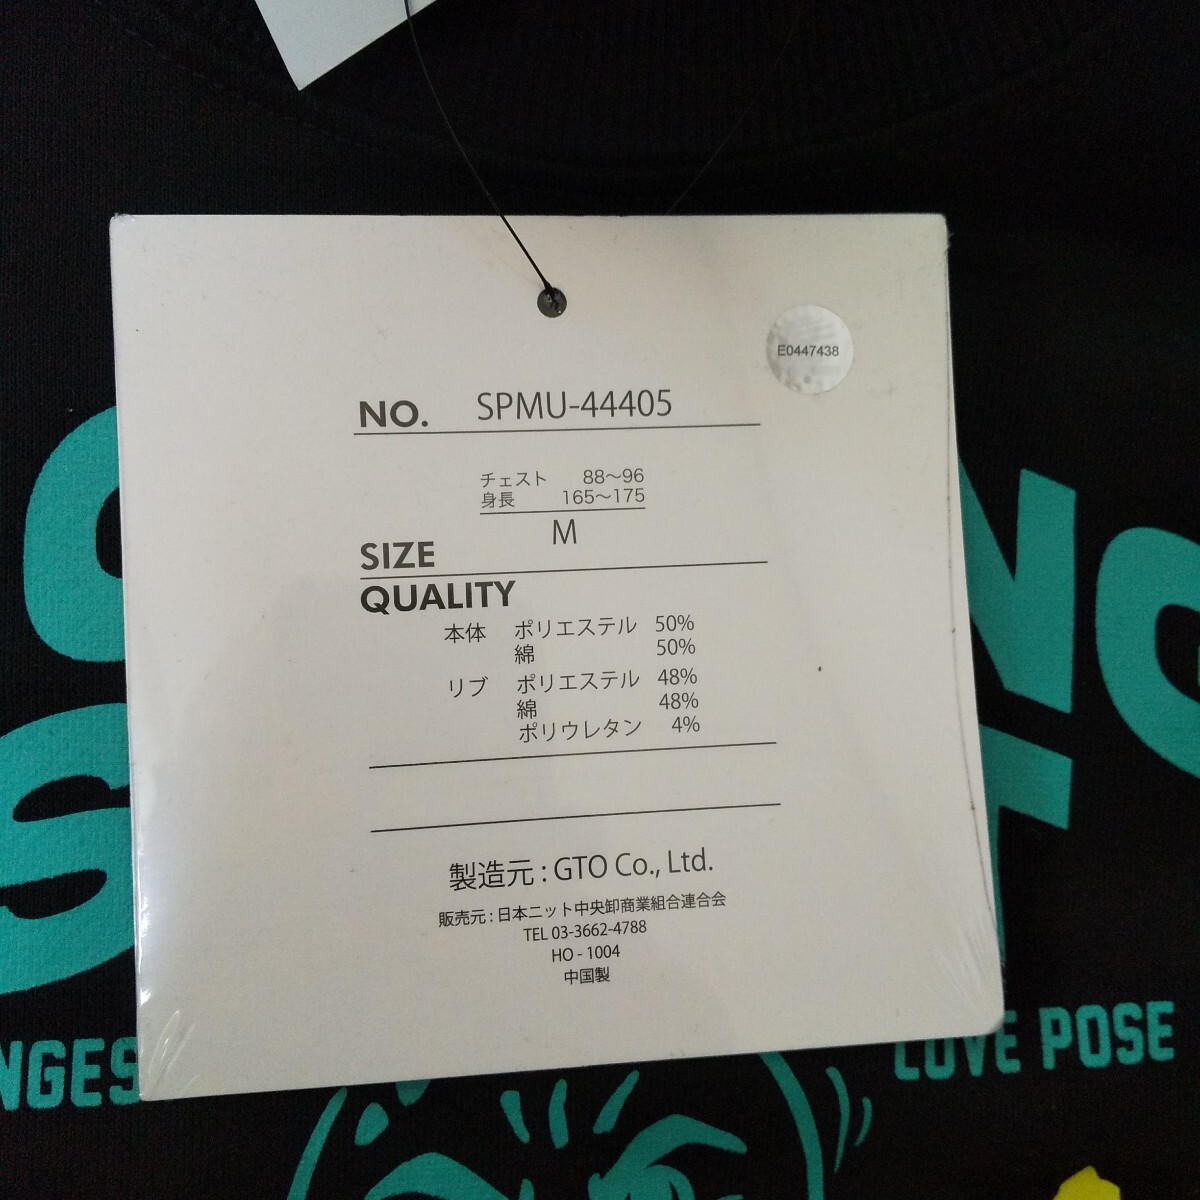 E0447438
NO. SPMU-44405
チェスト 88～96
身長 165～175
M
SIZE
QUALITY
本体 ポリエステル 50%
綿 50%
リブ ポリエステル 48%
綿 48%
ポリウレタン 4%
製造元 : GTO Co., Ltd.
販売元 : 日本ニット中央卸商業組合連合会
TEL 03-3662-4788
HO - 1004
中国製
NGES
LOVE POSE